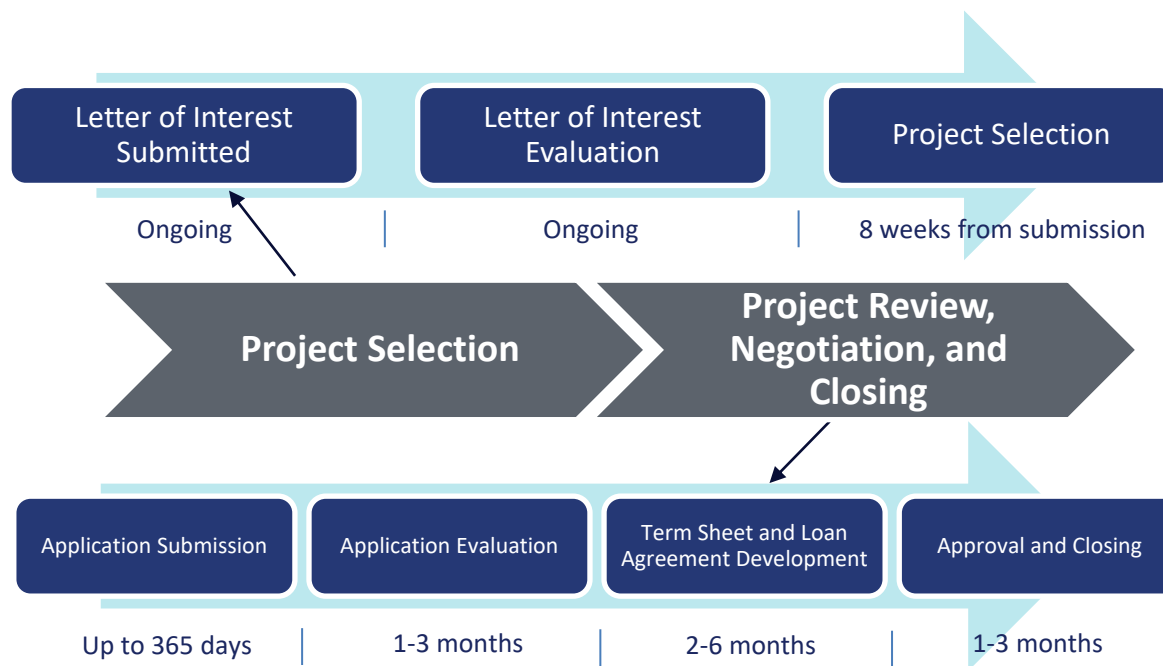 Letter of Interest
Submitted
Letter of Interest
Evaluation
Project Selection
Ongoing
Ongoing
8 weeks from submission
Project Selection
Project Review,
Negotiation, and
Closing
Application Submission
Application Evaluation
Term Sheet and Loan
Agreement Development
Approval and Closing
Up to 365 days
1-3 months
2-6 months
1-3 months